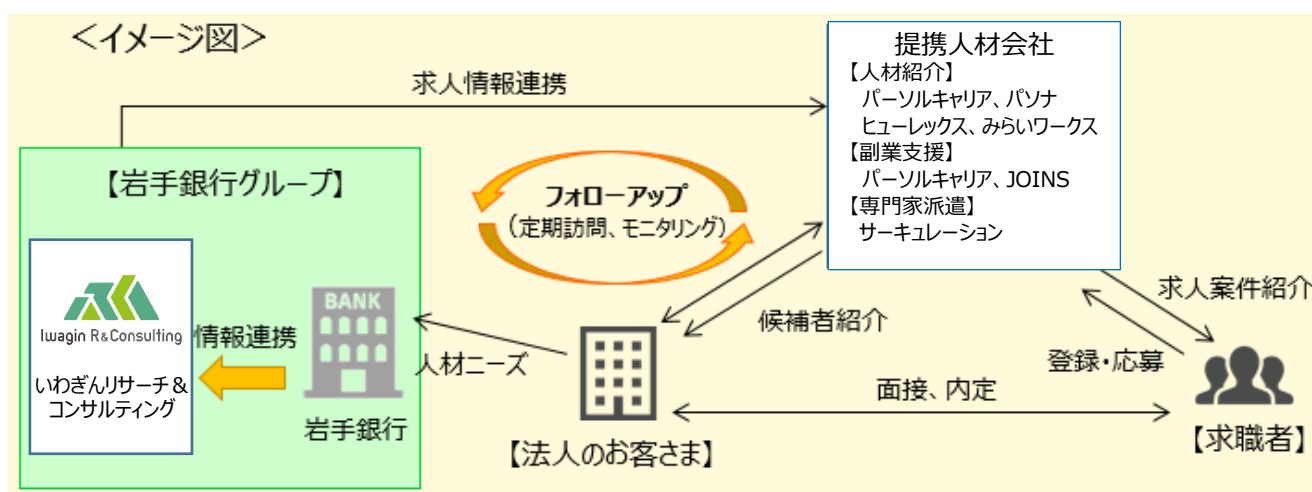 ＜イメージ図＞
求人情報連携
提携人材会社
【人材紹介】
パーソルキャリア、パソナ
ヒューレックス、みらいワークス
【副業支援】
パーソルキャリア、JOINS
【専門家派遣】
サーキュレーション
【岩手銀行グループ】
フォローアップ
（定期訪問、モニタリング）
Iwagin R&Consulting
いわぎんリサーチ＆
コンサルティング
情報連携
BANK
岩手銀行
人材ニーズ
【法人のお客さま】
候補者紹介
求人案件紹介
登録・応募
面接、内定
【求職者】